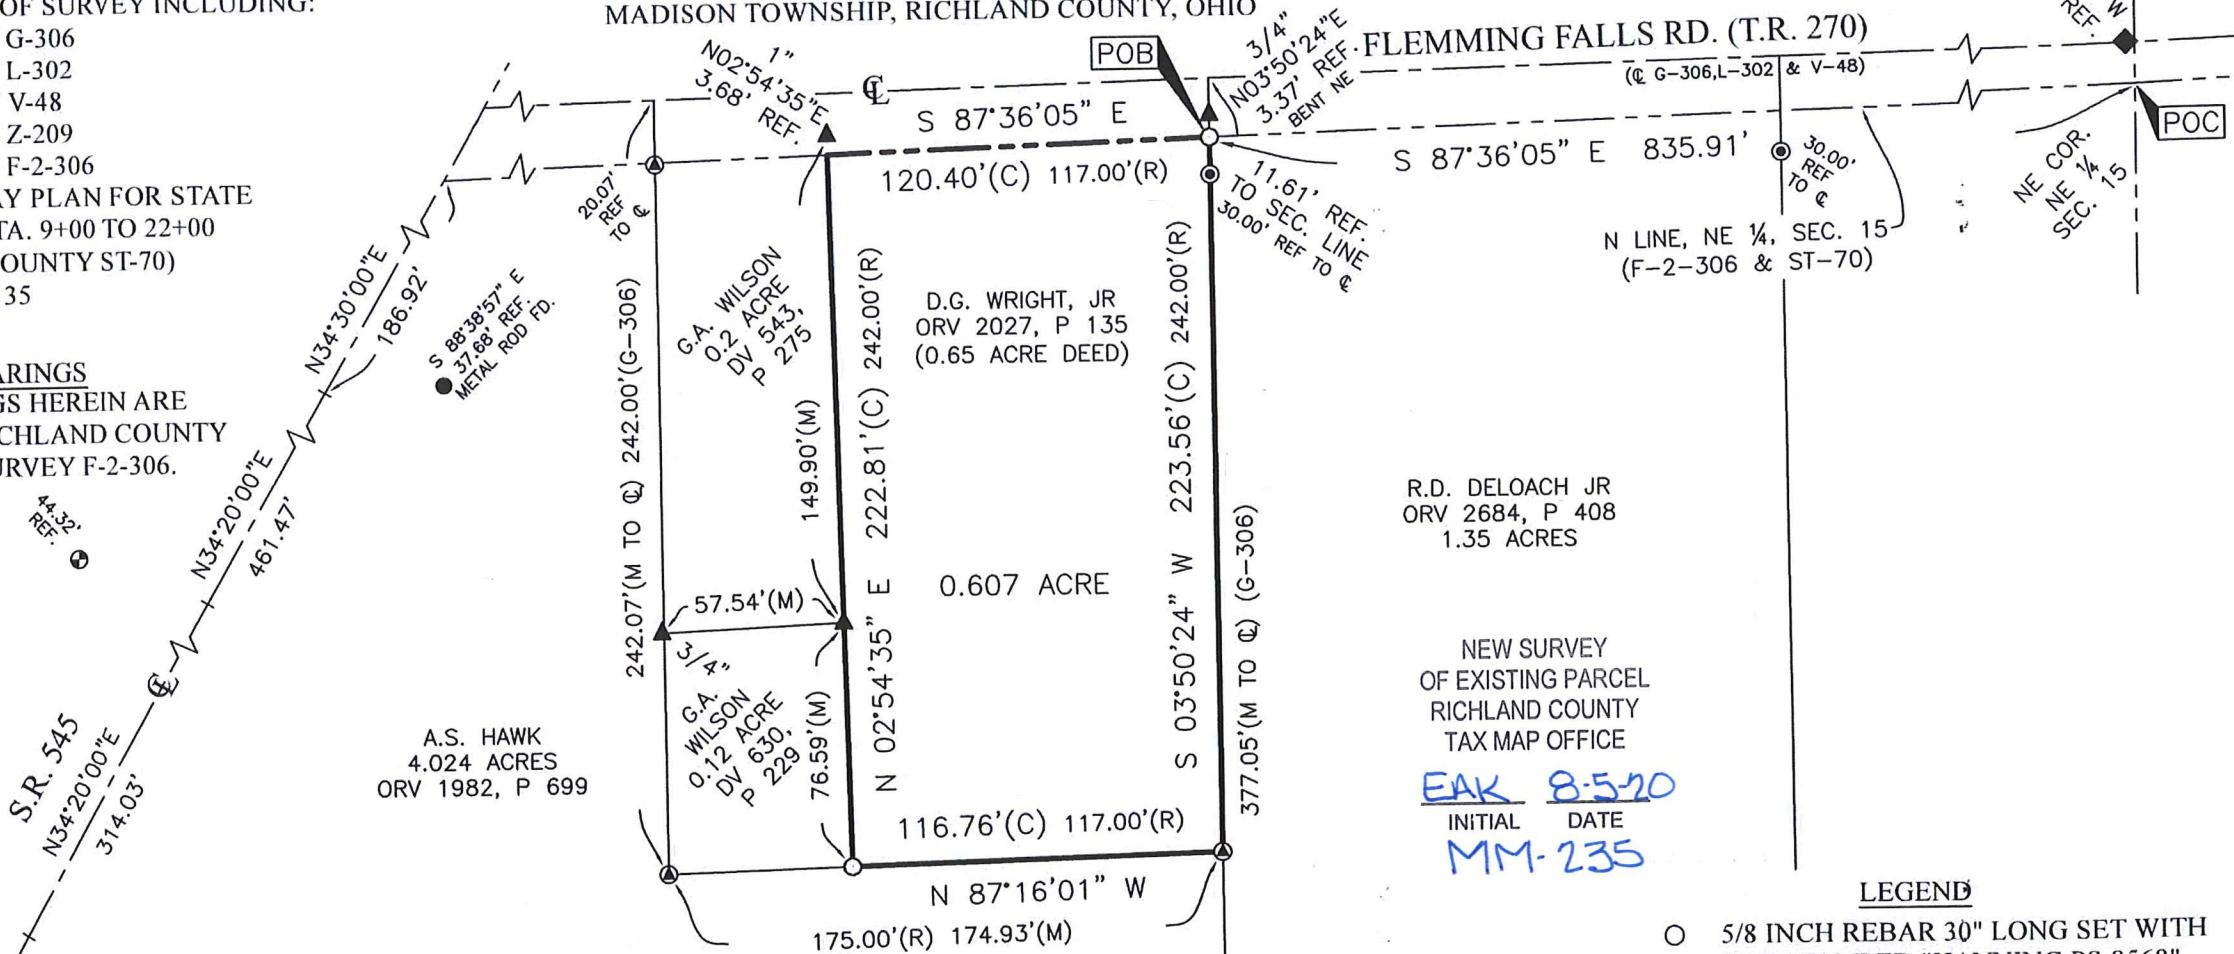 OF SURVEY INCLUDING:
G-306
L-302
V-48
Z-209
F-2-306
AY PLAN FOR STATE
TA. 9+00 TO 22+00
OUNTY ST-70)
35
ARINGS
GS HEREIN ARE
CHLAND COUNTY
URVEY F-2-306.
MADISON TOWNSHIP, RICHLAND COUNTY, OHIO
1"
N02°54'35"E
3.68' REF.
℄
S 87°36'05" E
120.40'(C) 117.00'(R)
POB
3/4"
N03°50'24"E
3.37' REF.
BENT NE
FLEMMING FALLS RD. (T.R. 270)
(℄ G-306,L-302 & V-48)
REF.
W
POC
S 87°36'05" E 835.91'
30.00'
REF
TO ℄
NE COR.
NE ¼
SEC. 15
11.61' REF.
TO SEC. LINE
30.00' REF TO ℄
N LINE, NE ¼, SEC. 15
(F-2-306 & ST-70)
20.07'
REF
TO ℄
N34°30'00"E
186.92'
S 88°38'57" E
37.68' REF.
METAL ROD FD.
242.07'(M TO ℄) 242.00'(G-306)
G.A. WILSON
0.2 ACRE
DV 543,
P 275
149.90'(M)
N 02°54'35" E 222.81'(C) 242.00'(R)
D.G. WRIGHT, JR
ORV 2027, P 135
(0.65 ACRE DEED)
0.607 ACRE
S 03°50'24" W 223.56'(C) 242.00'(R)
377.05'(M TO ℄) (G-306)
R.D. DELOACH JR
ORV 2684, P 408
1.35 ACRES
44.32'
REF.
N34°20'00"E
461.47'
℄
57.54'(M)
3/4"
G.A.
WILSON
0.12 ACRE
DV 630,
P 229
76.59'(M)
S.R. 545
N34°20'00"E
314.03'
A.S. HAWK
4.024 ACRES
ORV 1982, P 699
116.76'(C) 117.00'(R)
N 87°16'01" W
175.00'(R) 174.93'(M)
NEW SURVEY
OF EXISTING PARCEL
RICHLAND COUNTY
TAX MAP OFFICE
EAK 8-5-20
INITIAL DATE
MM-235
LEGEND
5/8 INCH REBAR 30" LONG SET WITH